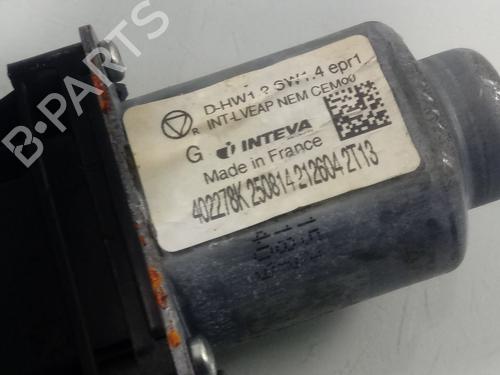 D-HW1.2 SW1.4 epr1
INT-LVEAP NEM CEM00
R
G INTEVA
Made in France
402278K 250814 212604 2T13
B-PARTS